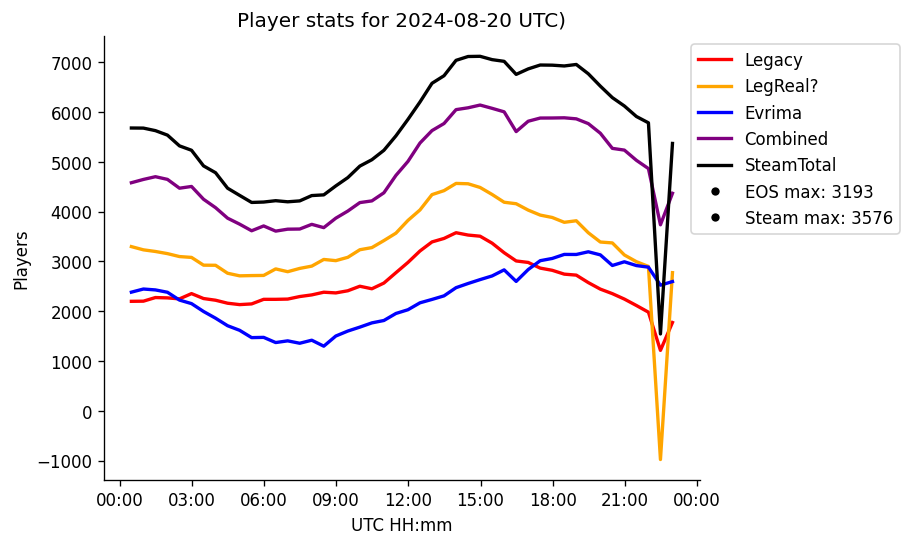 Player stats for 2024-08-20 UTC)
7000
6000
5000
4000
3000
2000
1000
0
−1000
Players
00:00 03:00 06:00 09:00 12:00 15:00 18:00 21:00 00:00
UTC HH:mm
Legacy
LegReal?
Evrima
Combined
SteamTotal
EOS max: 3193
Steam max: 3576